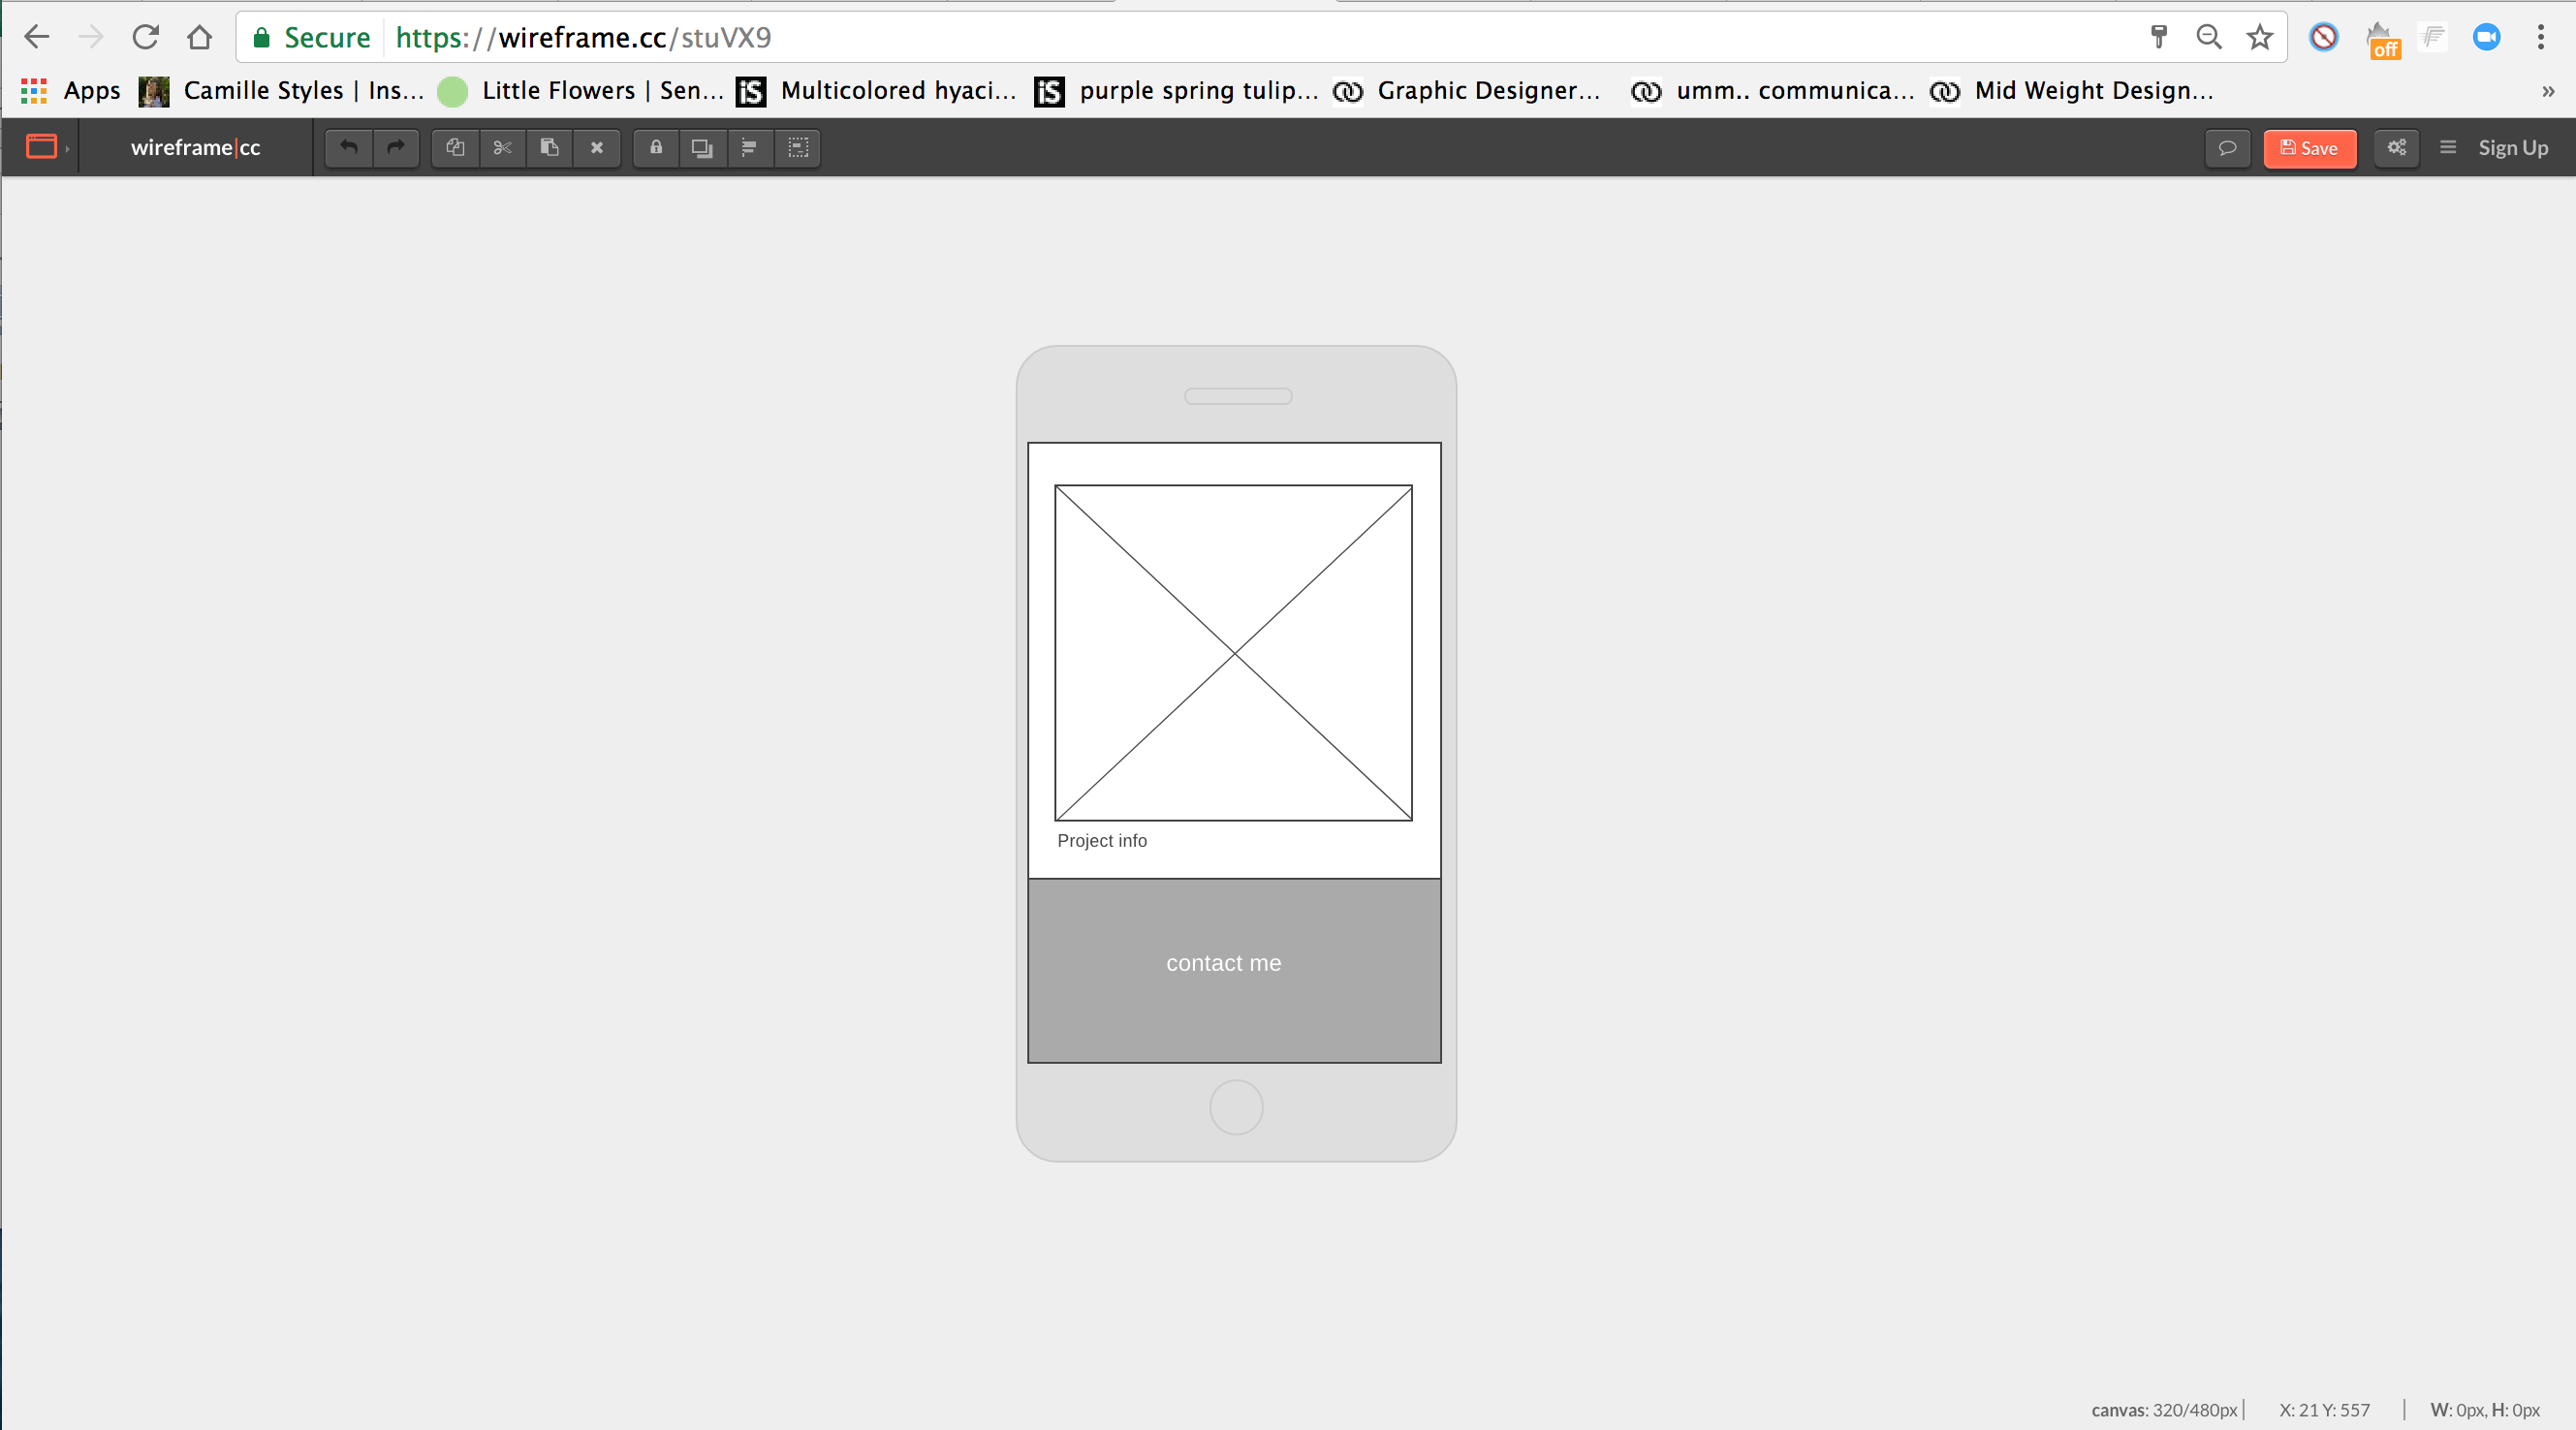 Secure https://wireframe.cc/stuVX9
off
Apps Camille Styles | Ins... Little Flowers | Sen... iS Multicolored hyaci... iS purple spring tulip... Graphic Designer... umm.. communica... Mid Weight Design... »
wireframe|cc Save Sign Up
Project info
contact me
canvas: 320/480px | X: 21 Y: 557 | W: 0px, H: 0px